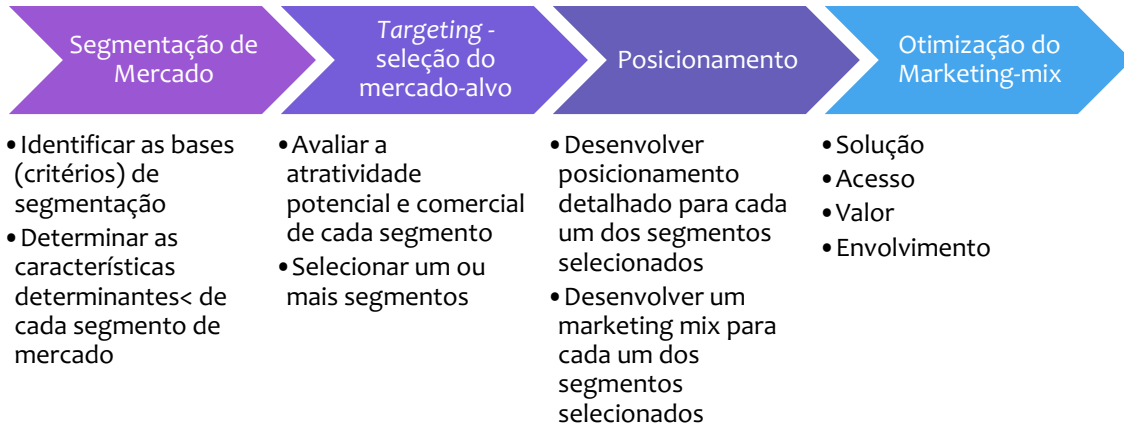 Segmentação de
Mercado
Targeting -
seleção do
mercado-alvo
Posicionamento
Otimização do
Marketing-mix
•Identificar as bases
(critérios) de
segmentação
•Determinar as
características
determinantes< de
cada segmento de
mercado
•Avaliar a
atratividade
potencial e comercial
de cada segmento
•Selecionar um ou
mais segmentos
•Desenvolver
posicionamento
detalhado para cada
um dos segmentos
selecionados
•Desenvolver um
marketing mix para
cada um dos
segmentos
selecionados
•Solução
•Acesso
•Valor
•Envolvimento